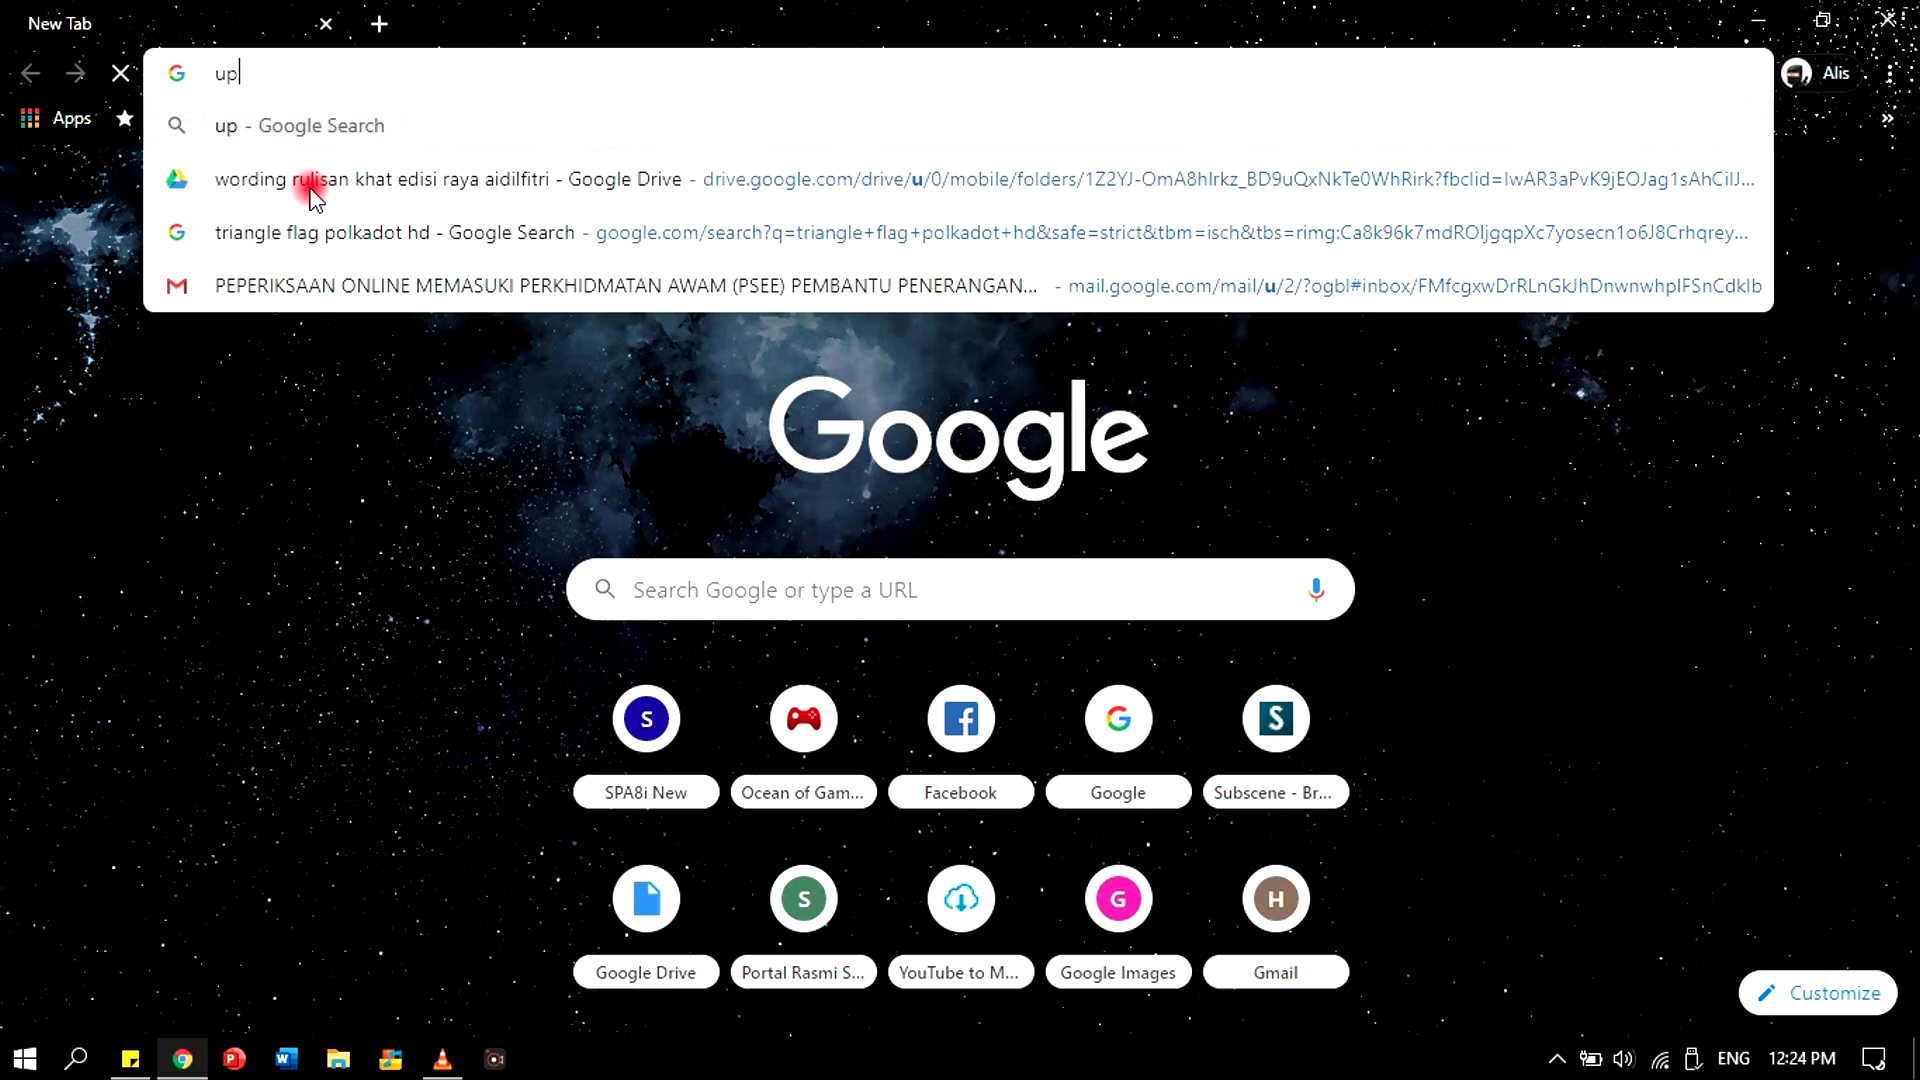 New Tab
up
Alis
Apps
up - Google Search
wording rulisan khat edisi raya aidilfitri - Google Drive - drive.google.com/drive/u/0/mobile/folders/1Z2YJ-OmA8hIrkz_BD9uQxNkTe0WhRirk?fbclid=IwAR3aPvK9jEOJag1sAhCilJ...
triangle flag polkadot hd - Google Search - google.com/search?q=triangle+flag+polkadot+hd&safe=strict&tbm=isch&tbs=rimg:Ca8k96k7mdROIjgqpXc7yosecn1o6J8Crhqrey...
PEPERIKSAAN ONLINE MEMASUKI PERKHIDMATAN AWAM (PSEE) PEMBANTU PENERANGAN... - mail.google.com/mail/u/2/?ogbl#inbox/FMfcgxwDrRLnGkJhDnwnwhpIFSnCdklb
Google
Search Google or type a URL
SPA8i New
Ocean of Gam...
Facebook
Google
Subscene - Br...
Google Drive
Portal Rasmi S...
YouTube to M...
Google Images
Gmail
Customize
ENG
12:24 PM